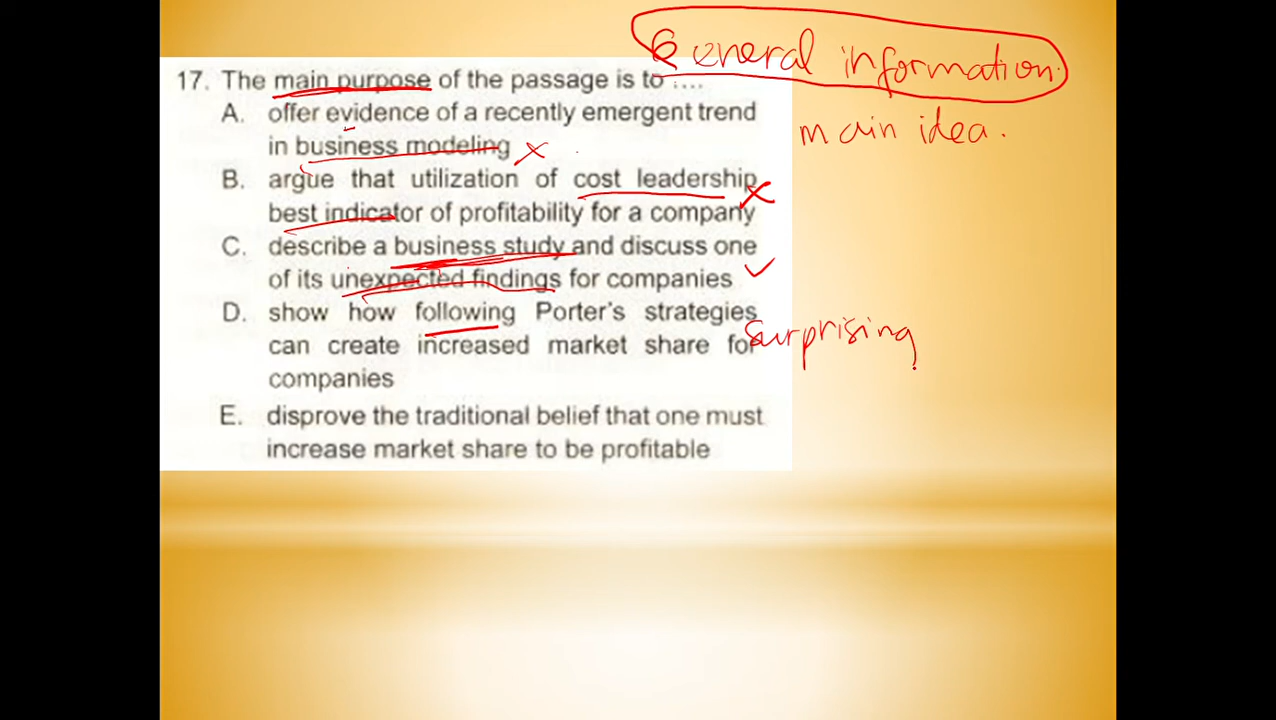 General information.
17. The main purpose of the passage is to ....
A. offer evidence of a recently emergent trend
in business modeling
main idea.
B. argue that utilization of cost leadership
best indicator of profitability for a company
C. describe a business study and discuss one
of its unexpected findings for companies
D. show how following Porter's strategies
can create increased market share for
companies
surprising
E. disprove the traditional belief that one must
increase market share to be profitable